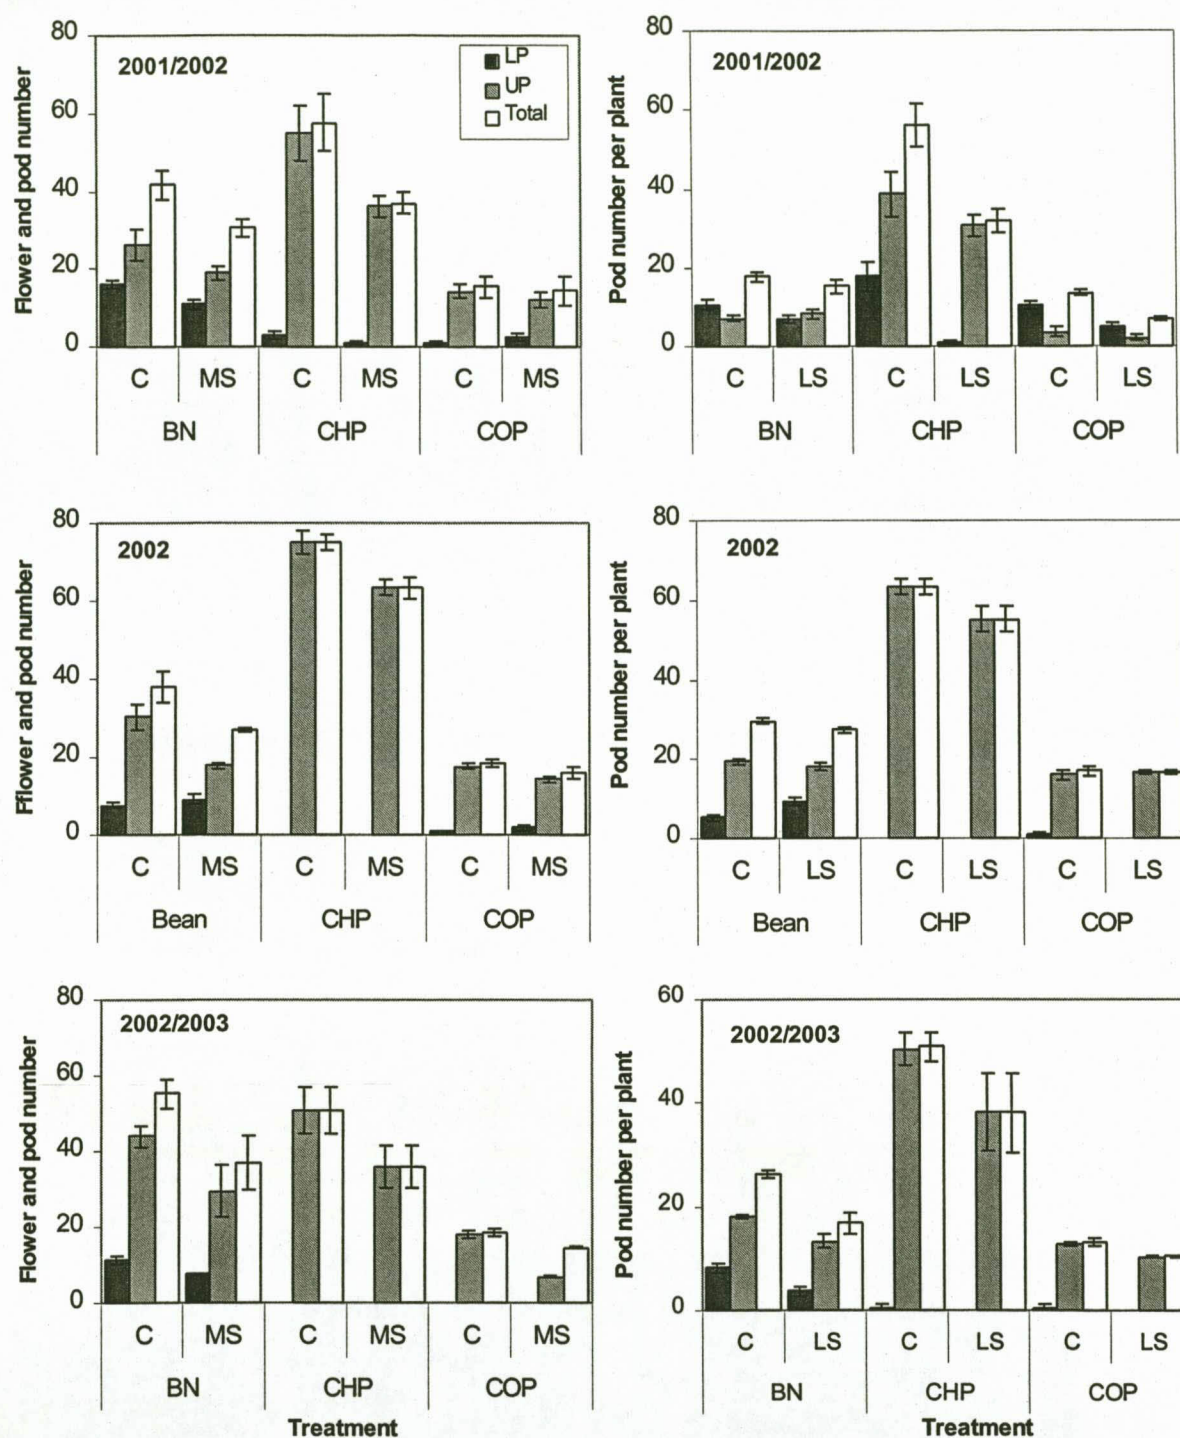 Flower and pod number
80
60
40
20
0
2001/2002
LP
UP
Total
C MS C MS C MS
BN CHP COP
Pod number per plant
80
60
40
20
0
2001/2002
C LS C LS C LS
BN CHP COP
Fflower and pod number
80
60
40
20
0
2002
C MS C MS C MS
Bean CHP COP
Pod number per plant
80
60
40
20
0
2002
C LS C LS C LS
Bean CHP COP
Flower and pod number
80
60
40
20
0
2002/2003
C MS C MS C MS
BN CHP COP
Treatment
Pod number per plant
60
40
20
0
2002/2003
C LS C LS C LS
BN CHP COP
Treatment